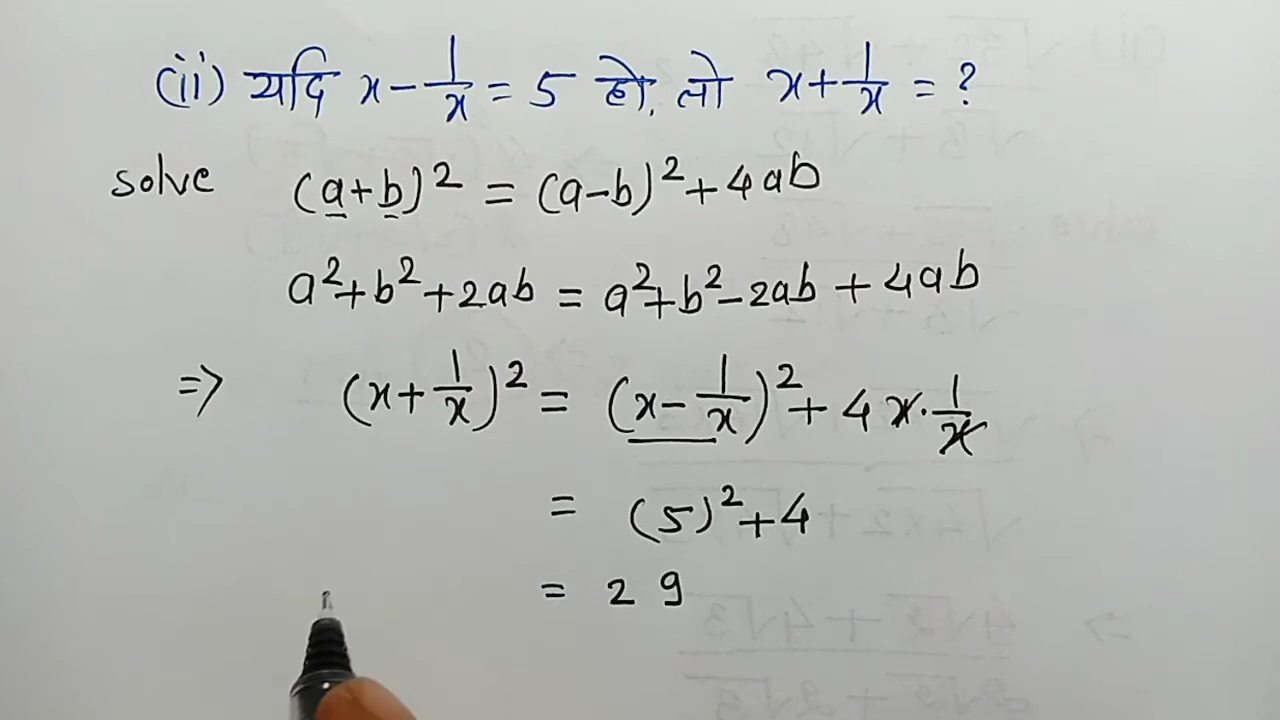 (ii) यदि x - 1/x = 5 हो, तो x + 1/x = ?
solve (a+b)² = (a-b)² + 4ab
a² + b² + 2ab = a² + b² - 2ab + 4ab
=> (x + 1/x)² = (x - 1/x)² + 4x · 1/x
= (5)² + 4
= 29